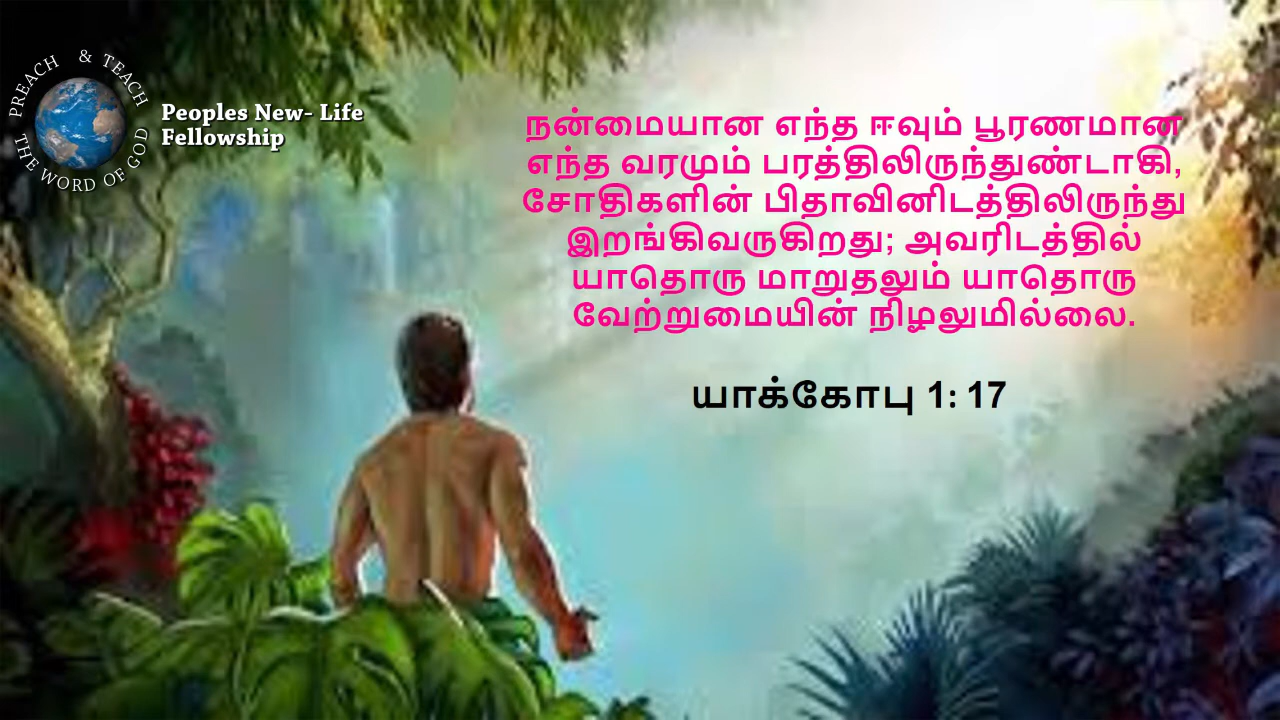 PREACH & TEACH
THE WORD OF GOD
Peoples New- Life
Fellowship
நன்மையான எந்த ஈவும் பூரணமான
எந்த வரமும் பரத்திலிருந்துண்டாகி,
சோதிகளின் பிதாவினிடத்திலிருந்து
இறங்கிவருகிறது; அவரிடத்தில்
யாதொரு மாறுதலும் யாதொரு
வேற்றுமையின் நிழலுமில்லை.
யாக்கோபு 1: 17